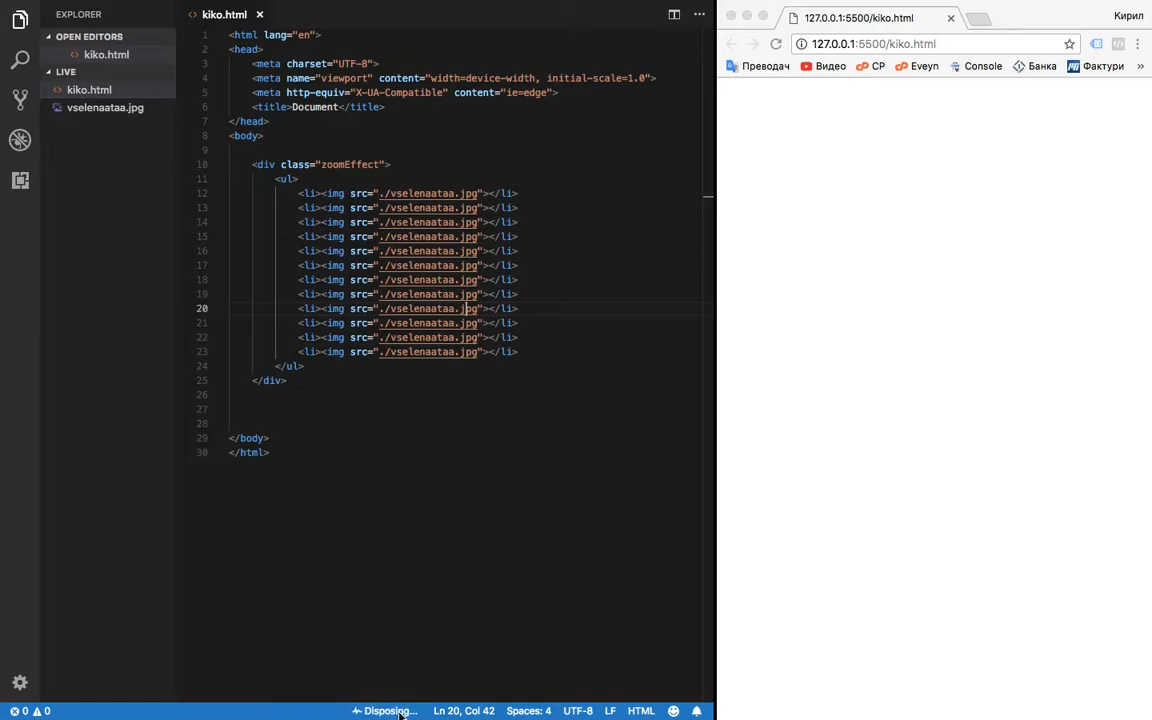 EXPLORER
OPEN EDITORS
kiko.html
LIVE
kiko.html
vselenaataa.jpg
kiko.html
1 <html lang="en">
2 <head>
3 <meta charset="UTF-8">
4 <meta name="viewport" content="width=device-width, initial-scale=1.0">
5 <meta http-equiv="X-UA-Compatible" content="ie=edge">
6 <title>Document</title>
7 </head>
8 <body>
9
10 <div class="zoomEffect">
11 <ul>
12 <li><img src="./vselenaataa.jpg"></li>
13 <li><img src="./vselenaataa.jpg"></li>
14 <li><img src="./vselenaataa.jpg"></li>
15 <li><img src="./vselenaataa.jpg"></li>
16 <li><img src="./vselenaataa.jpg"></li>
17 <li><img src="./vselenaataa.jpg"></li>
18 <li><img src="./vselenaataa.jpg"></li>
19 <li><img src="./vselenaataa.jpg"></li>
20 <li><img src="./vselenaataa.jpg"></li>
21 <li><img src="./vselenaataa.jpg"></li>
22 <li><img src="./vselenaataa.jpg"></li>
23 <li><img src="./vselenaataa.jpg"></li>
24 </ul>
25 </div>
26
27
28
29 </body>
30 </html>
0 0 Disposing... Ln 20, Col 42 Spaces: 4 UTF-8 LF HTML
127.0.0.1:5500/kiko.html Кирил
127.0.0.1:5500/kiko.html
Преводач Видео CP Eveyn Console Банка Фактури »